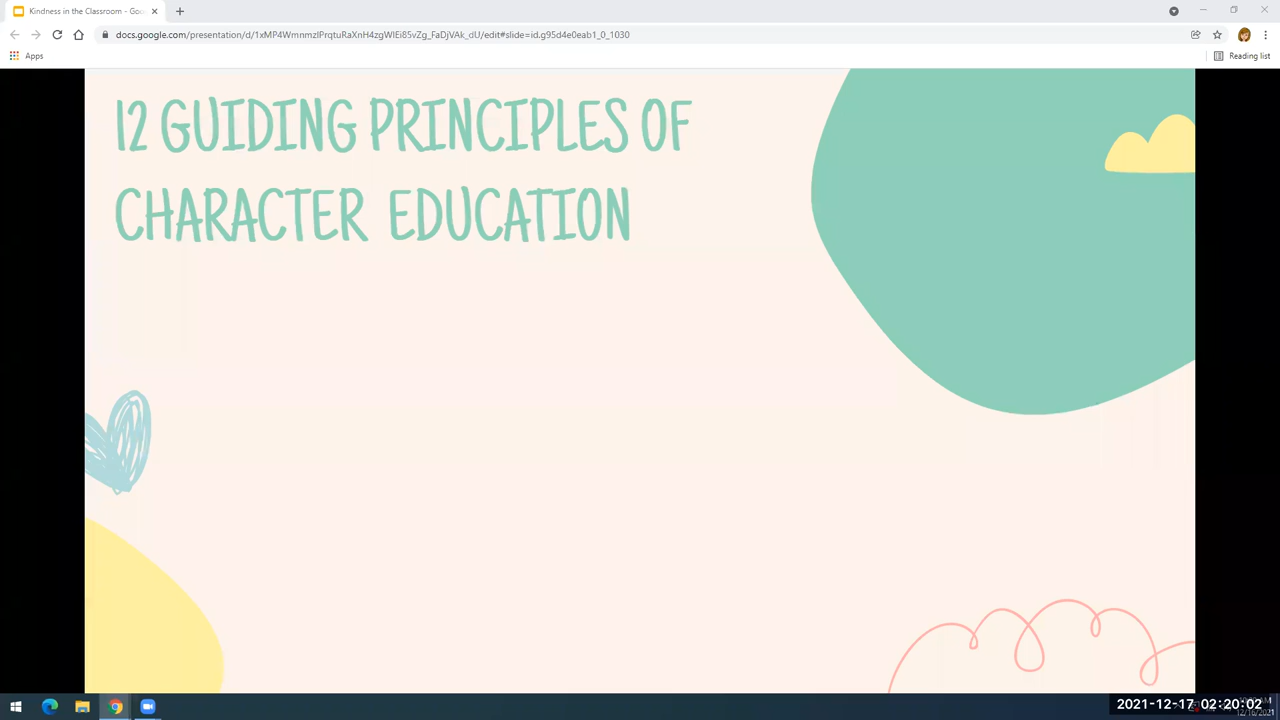 Kindness in the Classroom - Goo
docs.google.com/presentation/d/1xMP4WmnmzlPrqtuRaXnH4zgWlEi85vZg_FaDjVAk_dU/edit#slide=id.g95d4e0eab1_0_1030
Apps
Reading list
12 GUIDING PRINCIPLES OF
CHARACTER EDUCATION
2021-12-17 02:20:02